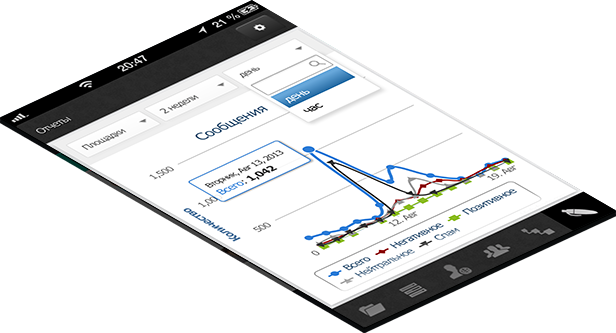 20:47
21 %
Отчеты
Площадки
2 недели
день
день
час
Сообщения
Количество
1,500
1,00
500
0
Вторник, Авг 13, 2013
Всего: 1,042
12. Авг
19. Авг
Всего Негативное Позитивное
Нейтральное Спам